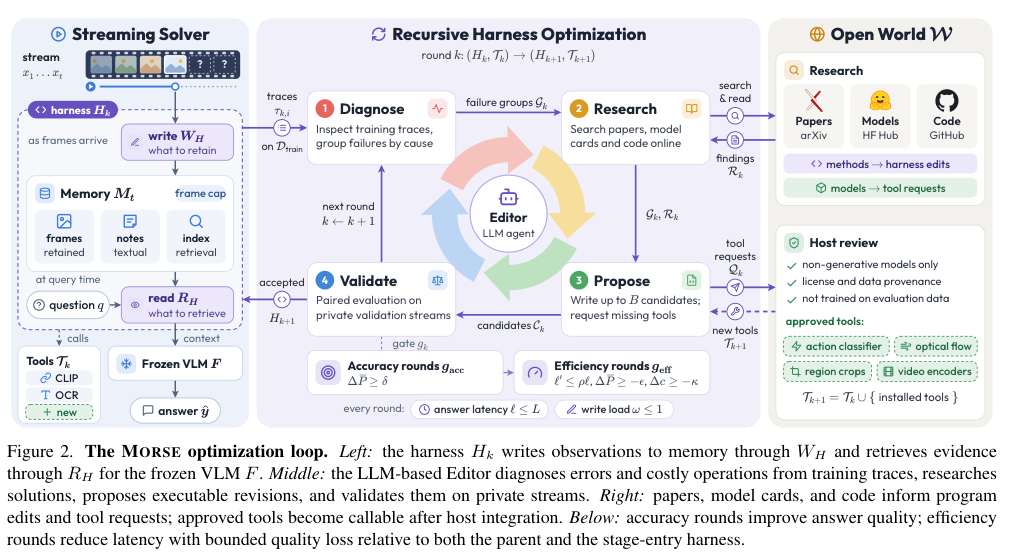 Streaming Solver
stream
x₁ … xₜ
? ?
<> harness Hₖ
as frames arrive
write W_H
what to retain
Memory Mₜ
frame cap
frames
retained
notes
textual
index
retrieval
at query time
question q
read R_H
what to retrieve
calls
context
Tools 𝒯ₖ
CLIP
OCR
+ new
Frozen VLM F
answer ŷ
Recursive Harness Optimization
round k: (Hₖ, 𝒯ₖ) → (Hₖ₊₁, 𝒯ₖ₊₁)
traces
τₖ,ᵢ
on 𝒟train
1 Diagnose
Inspect training traces,
group failures by cause
failure groups 𝒢ₖ
2 Research
Search papers, model
cards and code online
search
& read
findings
ℛₖ
next round
k ← k + 1
Editor
LLM agent
𝒢ₖ, ℛₖ
accepted
Hₖ₊₁
4 Validate
Paired evaluation on
private validation streams
candidates 𝒞ₖ
3 Propose
Write up to B candidates;
request missing tools
tool
requests
𝒬ₖ
new tools
𝒯ₖ₊₁
gate gₖ
Accuracy rounds g_acc
ΔP̄ ≥ δ
Efficiency rounds g_eff
ℓ′ ≤ ρℓ, ΔP̄ ≥ −ϵ, Δc ≥ −κ
every round:
answer latency ℓ ≤ L
write load ω ≤ 1
Open World 𝒲
Research
Papers
arXiv
Models
HF Hub
Code
GitHub
<> methods → harness edits
models → tool requests
Host review
✓ non-generative models only
✓ license and data provenance
✓ not trained on evaluation data
approved tools:
action classifier
optical flow
region crops
video encoders
𝒯ₖ₊₁ = 𝒯ₖ ∪ { installed tools }
Figure 2. The MORSE optimization loop. Left: the harness Hₖ writes observations to memory through W_H and retrieves evidence
through R_H for the frozen VLM F. Middle: the LLM-based Editor diagnoses errors and costly operations from training traces, researches
solutions, proposes executable revisions, and validates them on private streams. Right: papers, model cards, and code inform program
edits and tool requests; approved tools become callable after host integration. Below: accuracy rounds improve answer quality; efficiency
rounds reduce latency with bounded quality loss relative to both the parent and the stage-entry harness.